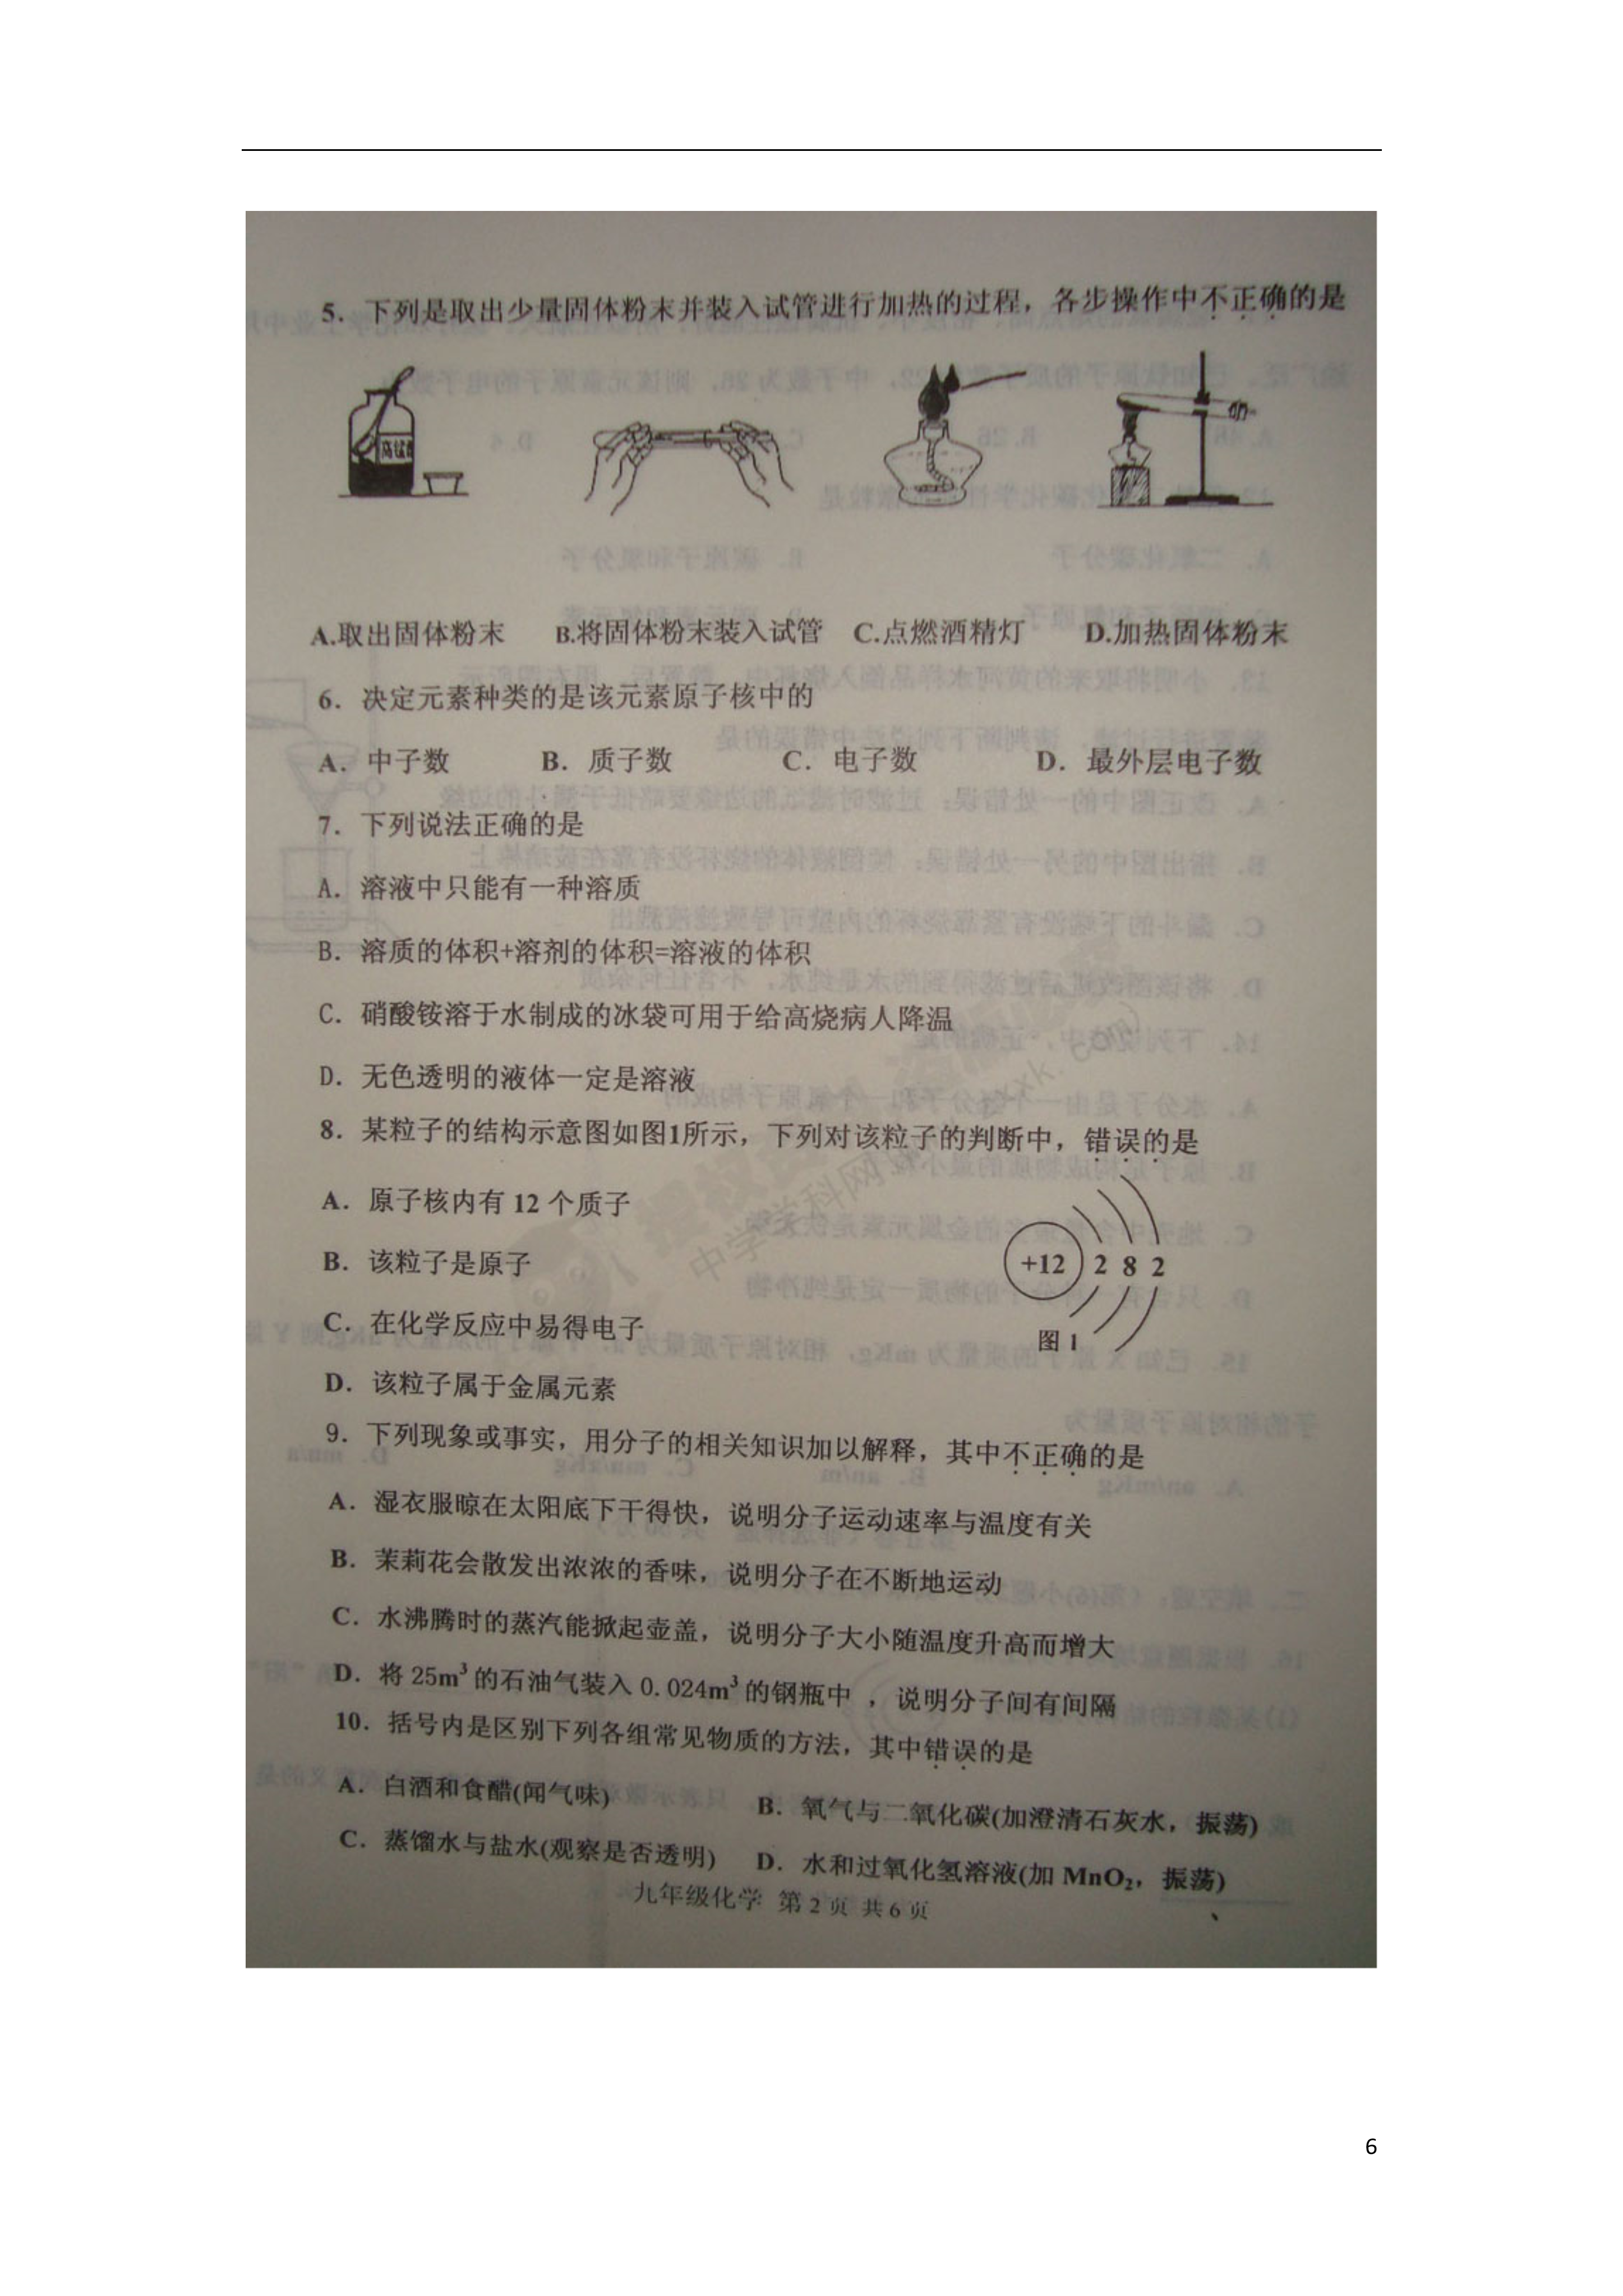 5. 下列是取出少量固体粉末并装入试管进行加热的过程，各步操作中不正确的是
A.取出固体粉末 B.将固体粉末装入试管 C.点燃酒精灯 D.加热固体粉末
6. 决定元素种类的是该元素原子核中的
A. 中子数 B. 质子数 C. 电子数 D. 最外层电子数
7. 下列说法正确的是
A. 溶液中只能有一种溶质
B. 溶质的体积+溶剂的体积=溶液的体积
C. 硝酸铵溶于水制成的冰袋可用于给高烧病人降温
D. 无色透明的液体一定是溶液
8. 某粒子的结构示意图如图1所示，下列对该粒子的判断中，错误的是
A. 原子核内有 12 个质子
B. 该粒子是原子
+12 2 8 2
C. 在化学反应中易得电子
图 1
D. 该粒子属于金属元素
9. 下列现象或事实，用分子的相关知识加以解释，其中不正确的是
A. 湿衣服晾在太阳底下干得快，说明分子运动速率与温度有关
B. 茉莉花会散发出浓浓的香味，说明分子在不断地运动
C. 水沸腾时的蒸汽能掀起壶盖，说明分子大小随温度升高而增大
D. 将 25m³ 的石油气装入 0.024m³ 的钢瓶中 ，说明分子间有间隔
10. 括号内是区别下列各组常见物质的方法，其中错误的是
A. 白酒和食醋(闻气味) B. 氧气与二氧化碳(加澄清石灰水，振荡)
C. 蒸馏水与盐水(观察是否透明) D. 水和过氧化氢溶液(加 MnO₂，振荡)
九年级化学 第 2 页 共 6 页
6